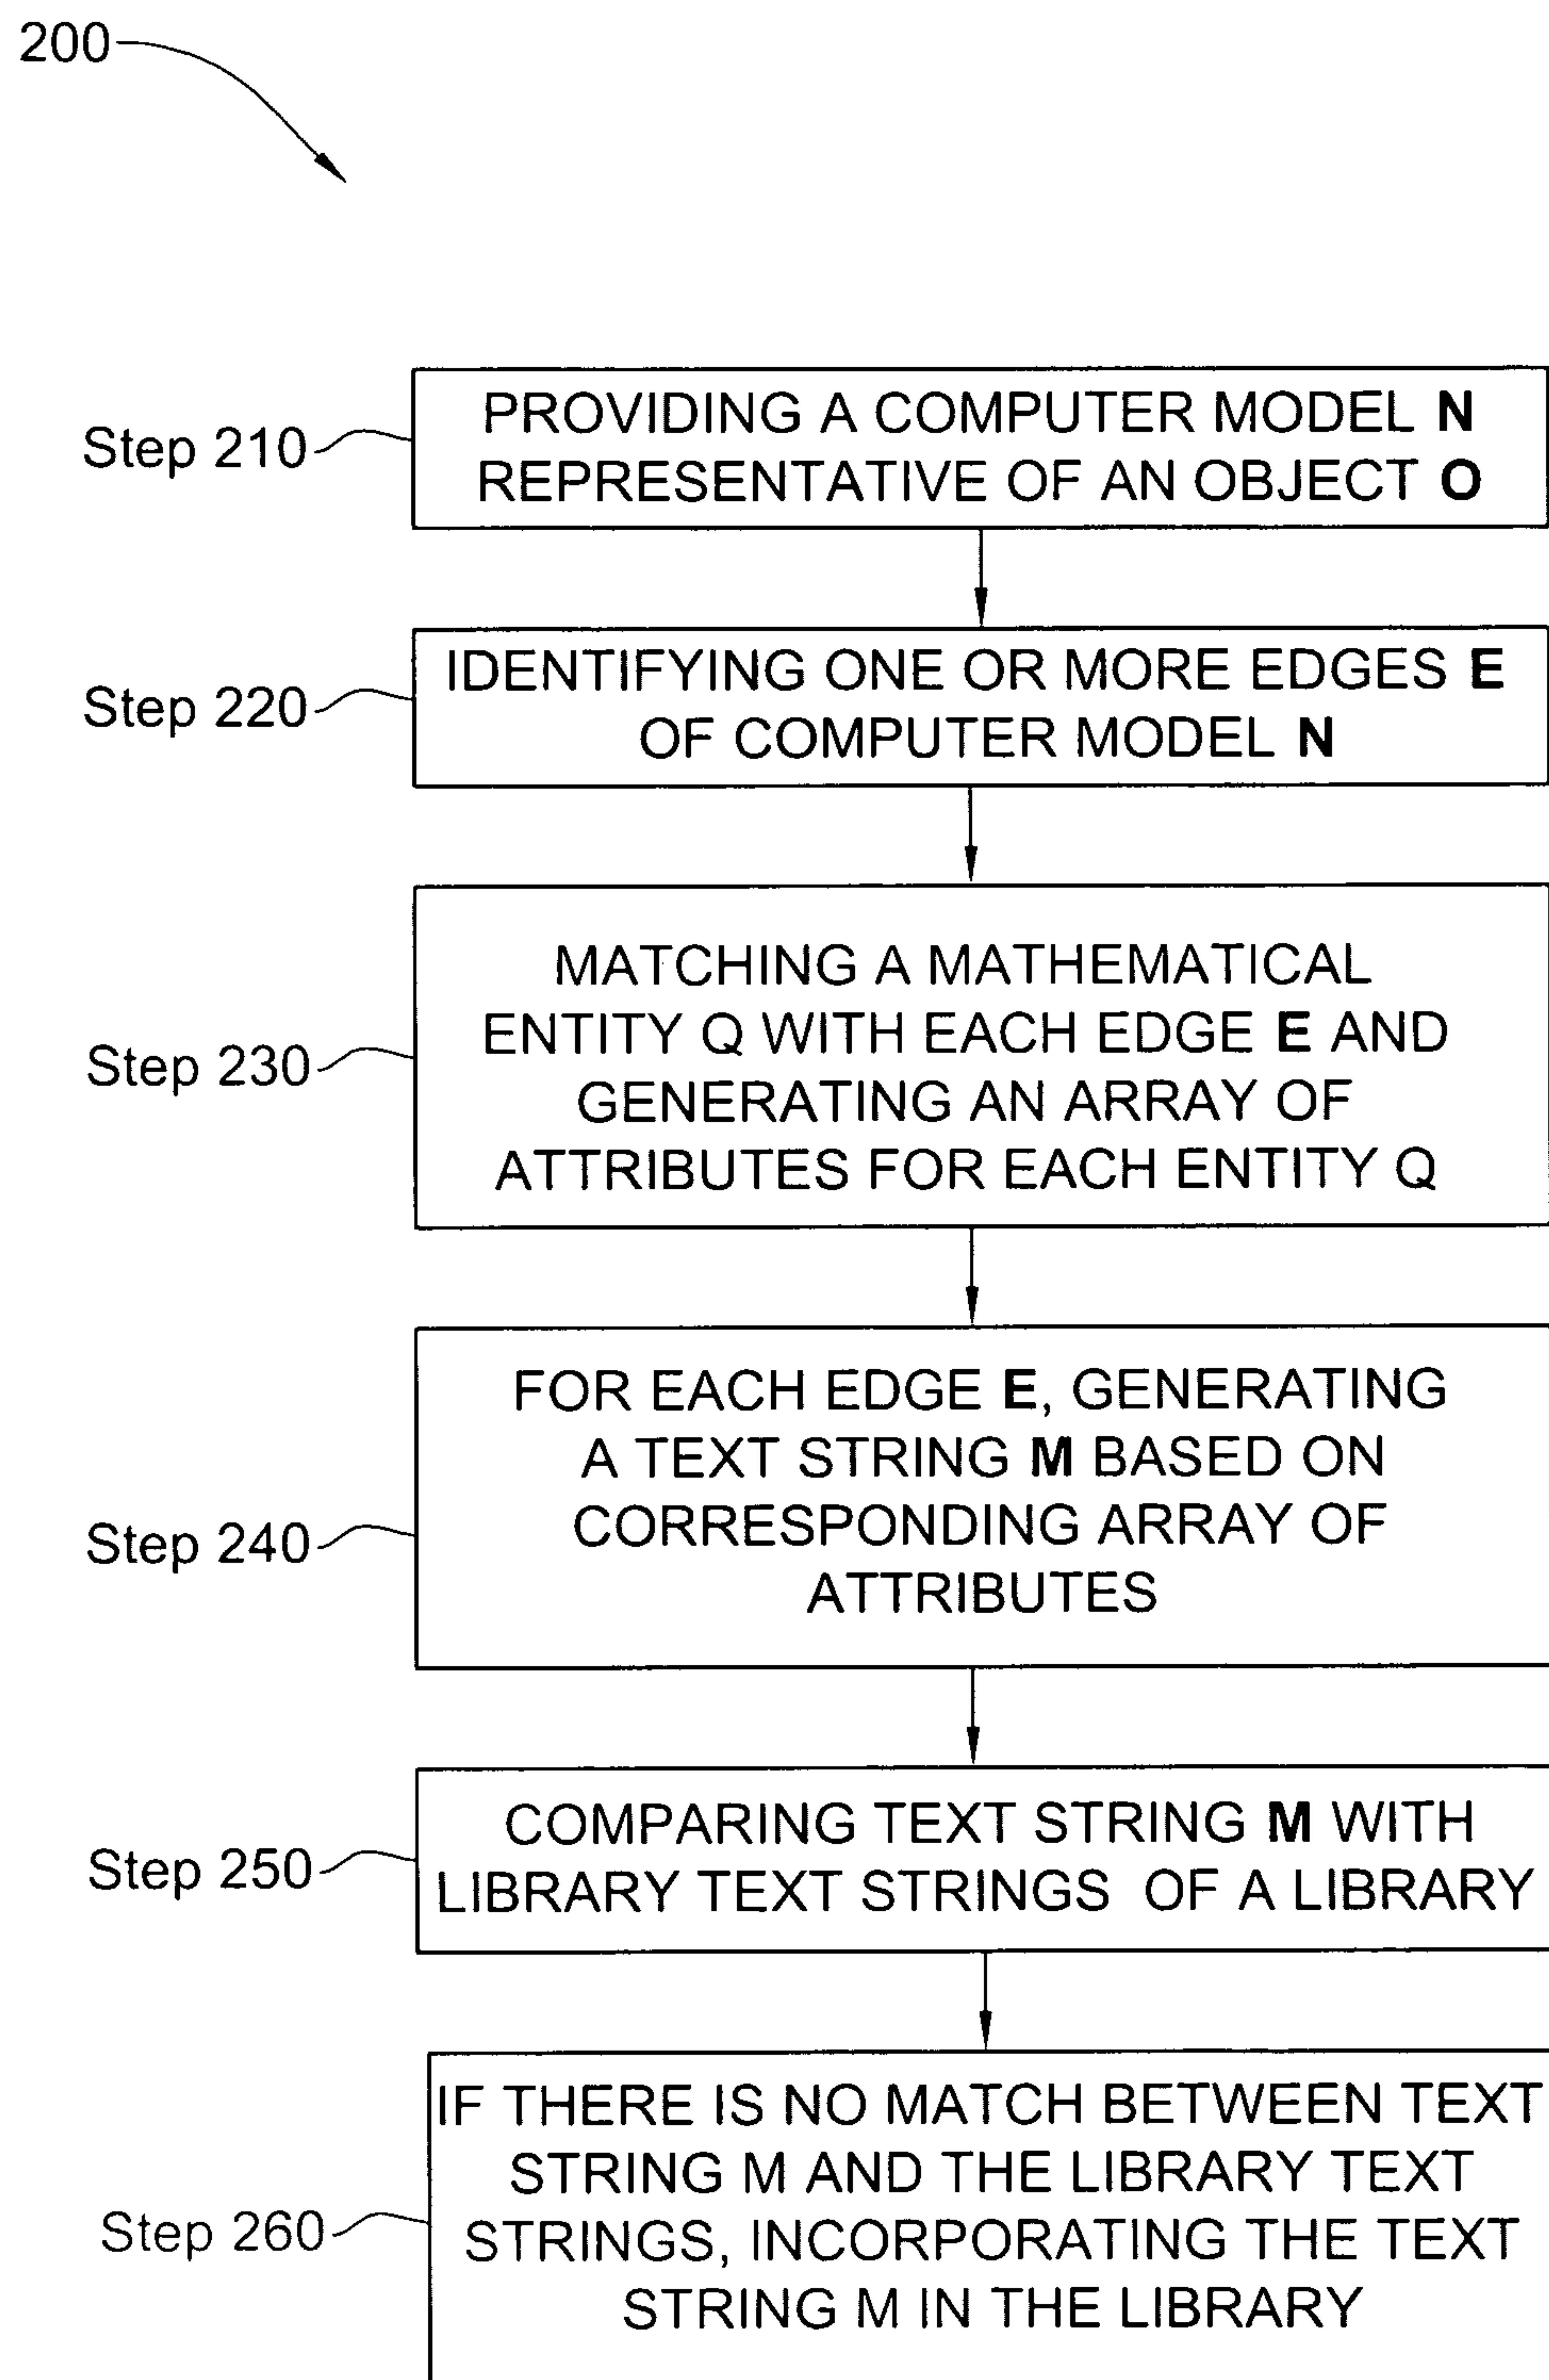 200
Step 210
PROVIDING A COMPUTER MODEL N
REPRESENTATIVE OF AN OBJECT O
Step 220
IDENTIFYING ONE OR MORE EDGES E
OF COMPUTER MODEL N
Step 230
MATCHING A MATHEMATICAL
ENTITY Q WITH EACH EDGE E AND
GENERATING AN ARRAY OF
ATTRIBUTES FOR EACH ENTITY Q
Step 240
FOR EACH EDGE E, GENERATING
A TEXT STRING M BASED ON
CORRESPONDING ARRAY OF
ATTRIBUTES
Step 250
COMPARING TEXT STRING M WITH
LIBRARY TEXT STRINGS OF A LIBRARY
Step 260
IF THERE IS NO MATCH BETWEEN TEXT
STRING M AND THE LIBRARY TEXT
STRINGS, INCORPORATING THE TEXT
STRING M IN THE LIBRARY